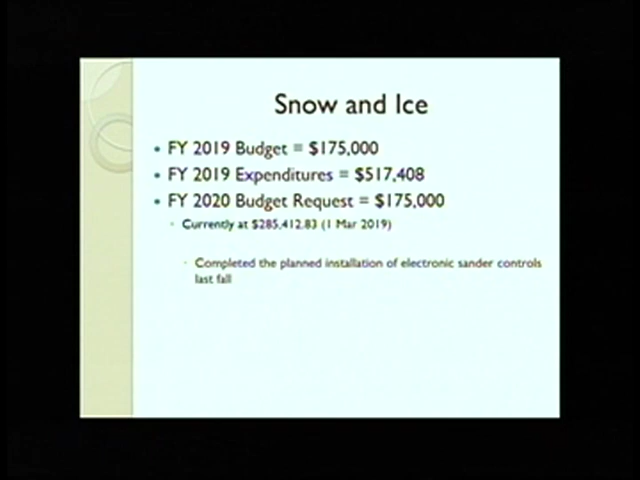 Snow and Ice
• FY 2019 Budget = $175,000
• FY 2019 Expenditures = $517,408
• FY 2020 Budget Request = $175,000
◦ Currently at $285,412.83 (1 Mar 2019)
◦ Completed the planned installation of electronic sander controls
last fall